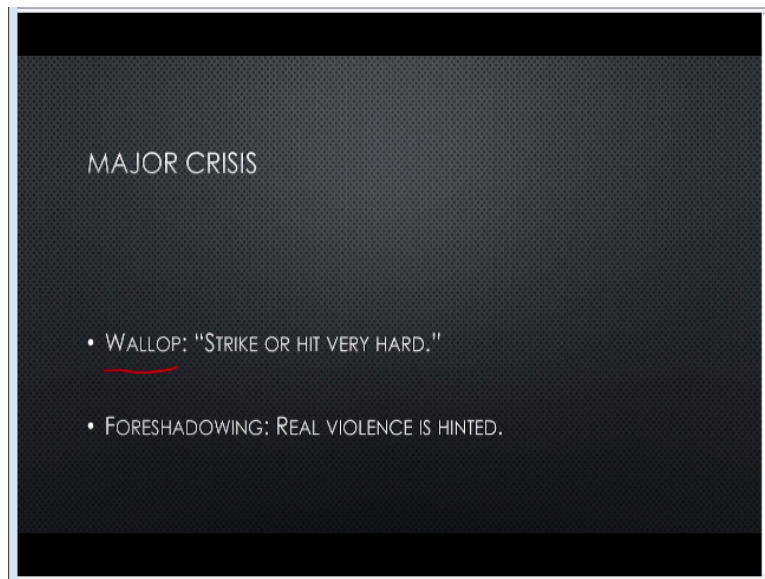 MAJOR CRISIS
• WALLOP: “STRIKE OR HIT VERY HARD.”
• FORESHADOWING: REAL VIOLENCE IS HINTED.